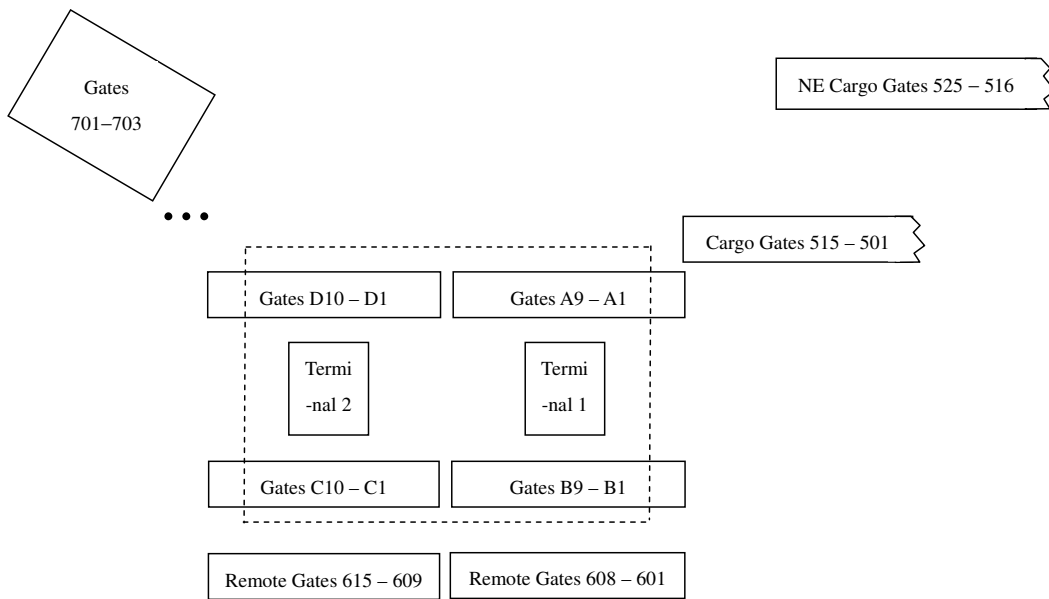 Gates
701–703
NE Cargo Gates 525 – 516
Cargo Gates 515 – 501
Gates D10 – D1
Gates A9 – A1
Termi
-nal 2
Termi
-nal 1
Gates C10 – C1
Gates B9 – B1
Remote Gates 615 – 609
Remote Gates 608 – 601